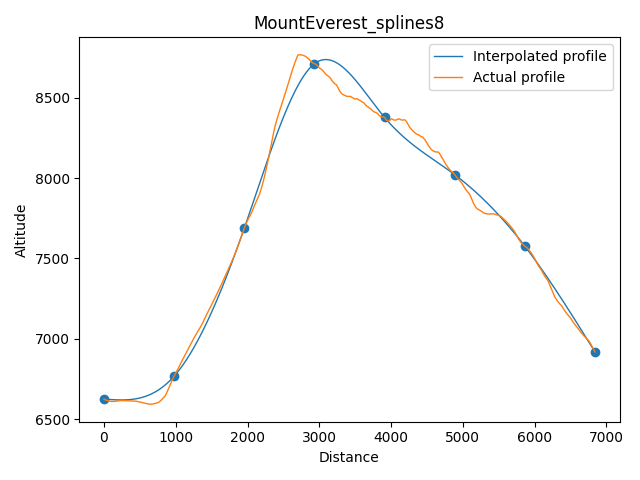 MountEverest_splines8
Interpolated profile
Actual profile
Altitude
8500
8000
7500
7000
6500
0 1000 2000 3000 4000 5000 6000 7000
Distance